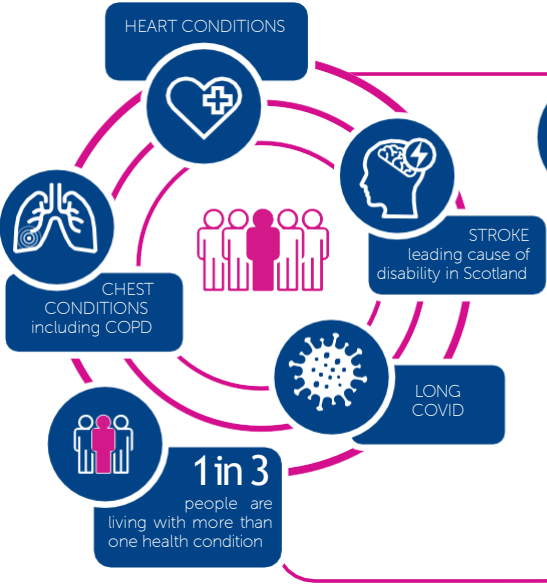 HEART CONDITIONS
STROKE
leading cause of
disability in Scotland
CHEST
CONDITIONS
including COPD
LONG
COVID
1 in 3
people are
living with more than
one health condition